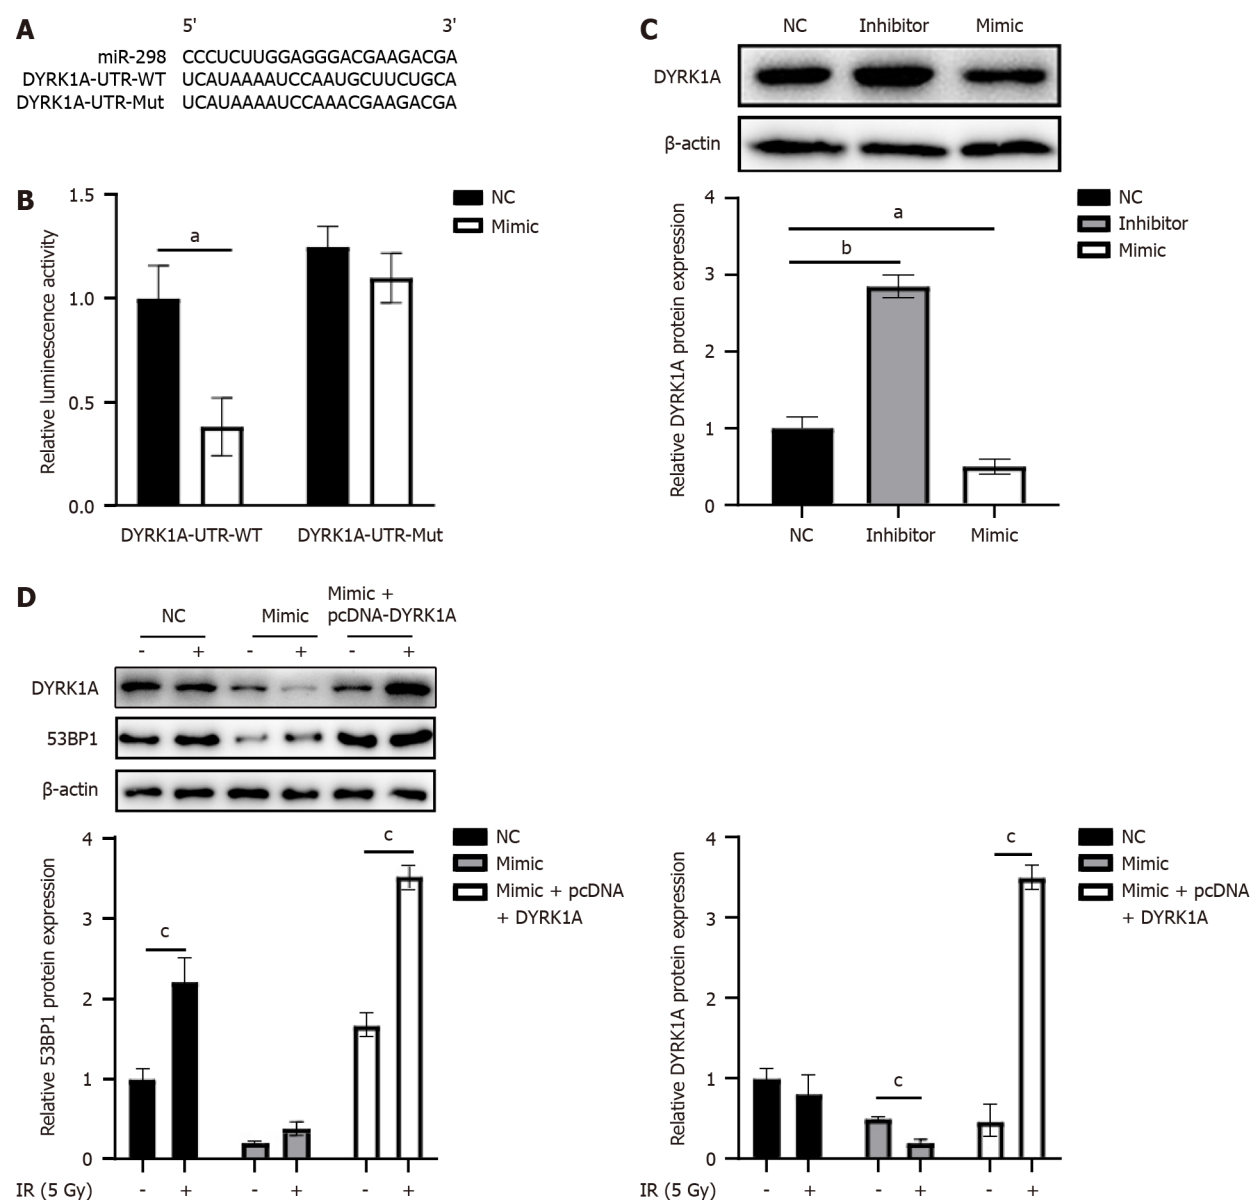 A
5' 3'
miR-298 CCCUCUUGGAGGGACGAAGACGA
DYRK1A-UTR-WT UCAUAAAAUCCAAUGCUUCUGCA
DYRK1A-UTR-Mut UCAUAAAAUCCAAACGAAGACGA
B
Relative luminescence activity
1.5
1.0
0.5
0.0
a
NC
Mimic
DYRK1A-UTR-WT DYRK1A-UTR-Mut
C
NC Inhibitor Mimic
DYRK1A
β-actin
Relative DYRK1A protein expression
4
3
2
1
0
a
b
NC
Inhibitor
Mimic
NC Inhibitor Mimic
D
NC Mimic Mimic +
pcDNA-DYRK1A
- + - + - +
DYRK1A
53BP1
β-actin
Relative 53BP1 protein expression
4
3
2
1
0
c
c
NC
Mimic
Mimic + pcDNA
+ DYRK1A
IR (5 Gy) - + - + - +
Relative DYRK1A protein expression
4
3
2
1
0
c
c
NC
Mimic
Mimic + pcDNA
+ DYRK1A
IR (5 Gy) - + - + - +